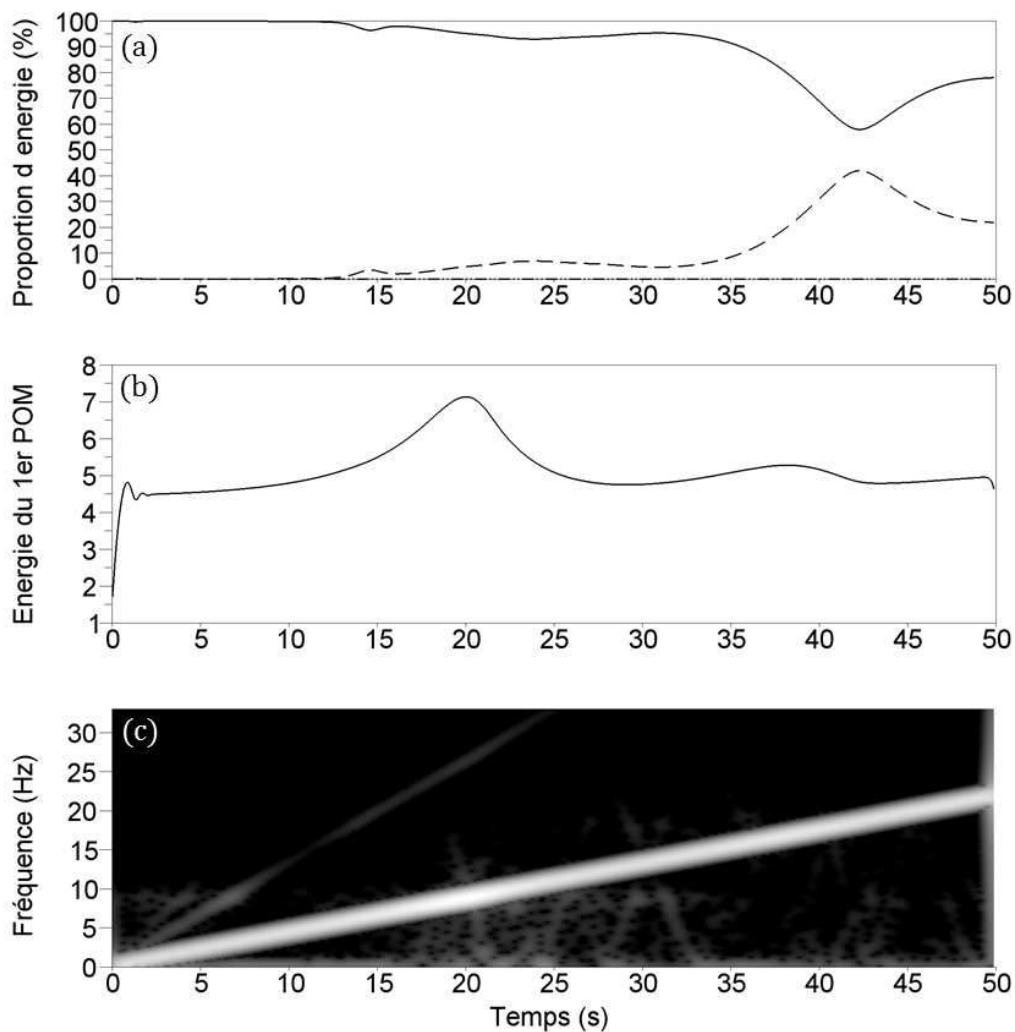 (a)
Proportion d energie (%)
100
90
80
70
60
50
40
30
20
10
0
0 5 10 15 20 25 30 35 40 45 50
(b)
Energie du 1er POM
8
7
6
5
4
3
2
1
0 5 10 15 20 25 30 35 40 45 50
(c)
Fréquence (Hz)
30
25
20
15
10
5
0
0 5 10 15 20 25 30 35 40 45 50
Temps (s)